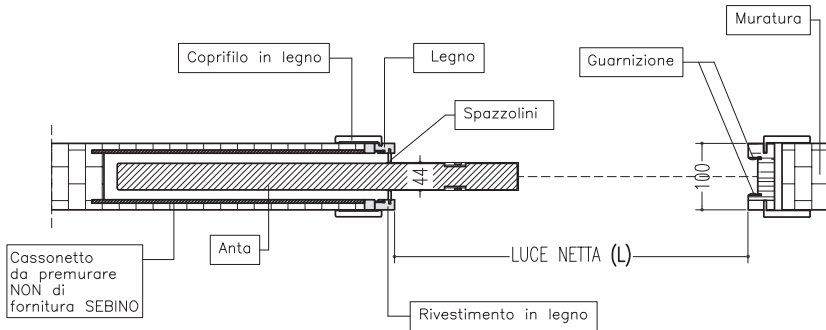 Muratura
Coprifilo in legno
Legno
Guarnizione
Spazzolini
44
100
Anta
LUCE NETTA (L)
Cassonetto
da premurare
NON di
fornitura SEBINO
Rivestimento in legno